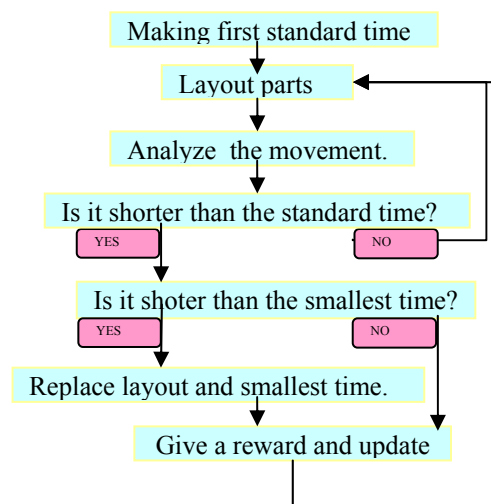 Making first standard time
Layout parts
Analyze the movement.
Is it shorter than the standard time?
YES
NO
Is it shoter than the smallest time?
YES
NO
Replace layout and smallest time.
Give a reward and update